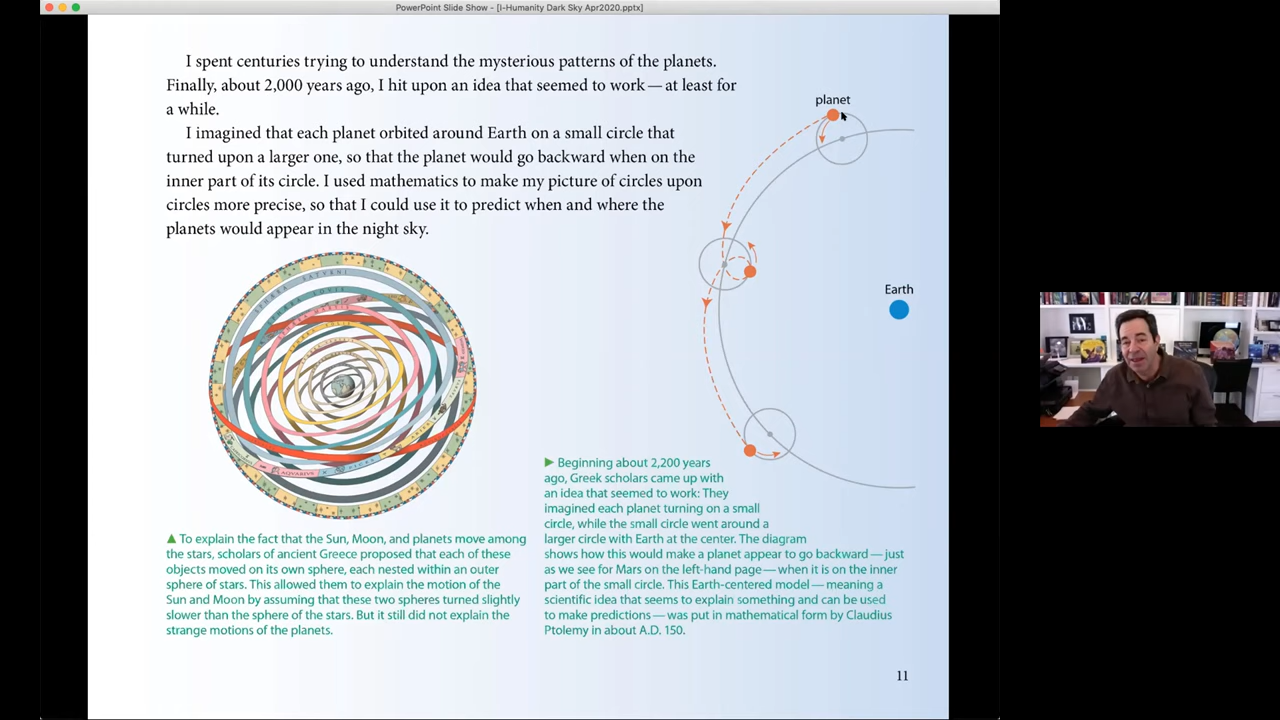 PowerPoint Slide Show - [I-Humanity Dark Sky Apr2020.pptx]
I spent centuries trying to understand the mysterious patterns of the planets.
Finally, about 2,000 years ago, I hit upon an idea that seemed to work — at least for
a while.
I imagined that each planet orbited around Earth on a small circle that
turned upon a larger one, so that the planet would go backward when on the
inner part of its circle. I used mathematics to make my picture of circles upon
circles more precise, so that I could use it to predict when and where the
planets would appear in the night sky.
planet
Earth
SATURNI
AQUARIUS
▲ To explain the fact that the Sun, Moon, and planets move among
the stars, scholars of ancient Greece proposed that each of these
objects moved on its own sphere, each nested within an outer
sphere of stars. This allowed them to explain the motion of the
Sun and Moon by assuming that these two spheres turned slightly
slower than the sphere of the stars. But it still did not explain the
strange motions of the planets.
► Beginning about 2,200 years
ago, Greek scholars came up with
an idea that seemed to work: They
imagined each planet turning on a small
circle, while the small circle went around a
larger circle with Earth at the center. The diagram
shows how this would make a planet appear to go backward — just
as we see for Mars on the left-hand page — when it is on the inner
part of the small circle. This Earth-centered model — meaning a
scientific idea that seems to explain something and can be used
to make predictions — was put in mathematical form by Claudius
Ptolemy in about A.D. 150.
11